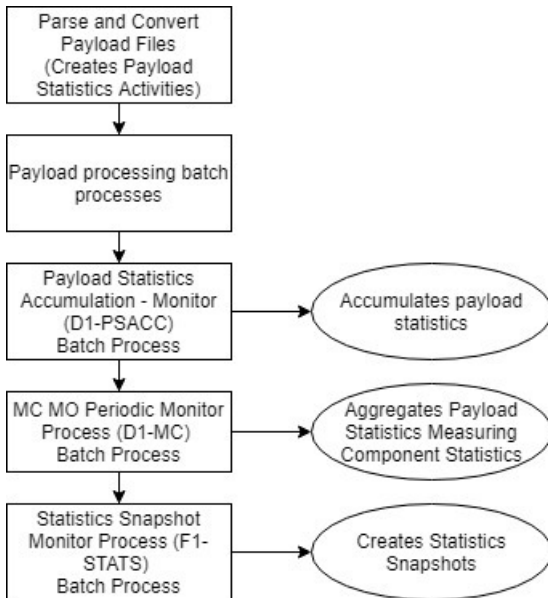 Parse and Convert
Payload Files
(Creates Payload
Statistics Activities)
Payload processing batch
processes
Payload Statistics
Accumulation - Monitor
(D1-PSACC)
Batch Process
Accumulates payload
statistics
MC MO Periodic Monitor
Process (D1-MC)
Batch Process
Aggregates Payload
Statistics Measuring
Component Statistics
Statistics Snapshot
Monitor Process (F1-
STATS)
Batch Process
Creates Statistics
Snapshots